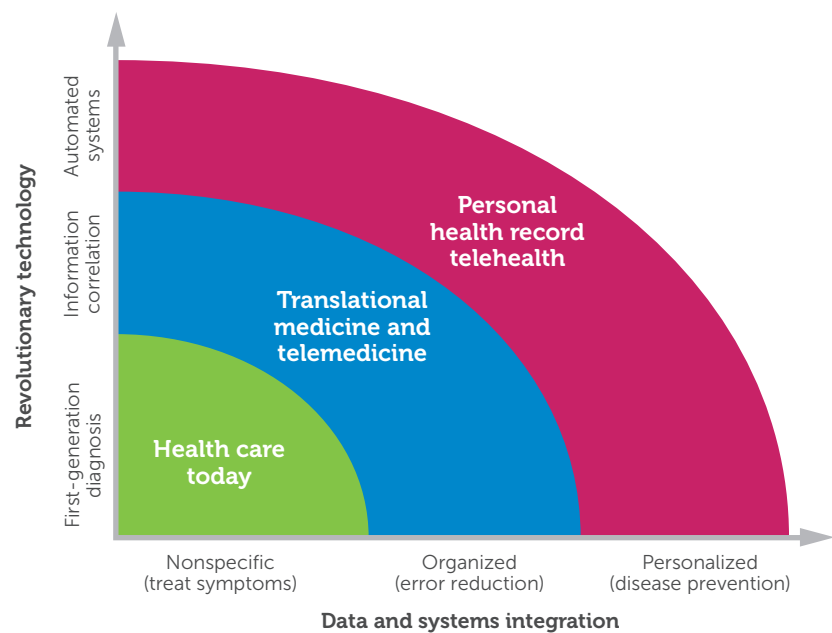 Revolutionary technology
Automated
systems
Information
correlation
First-generation
diagnosis
Personal
health record
telehealth
Translational
medicine and
telemedicine
Health care
today
Nonspecific
(treat symptoms)
Organized
(error reduction)
Personalized
(disease prevention)
Data and systems integration